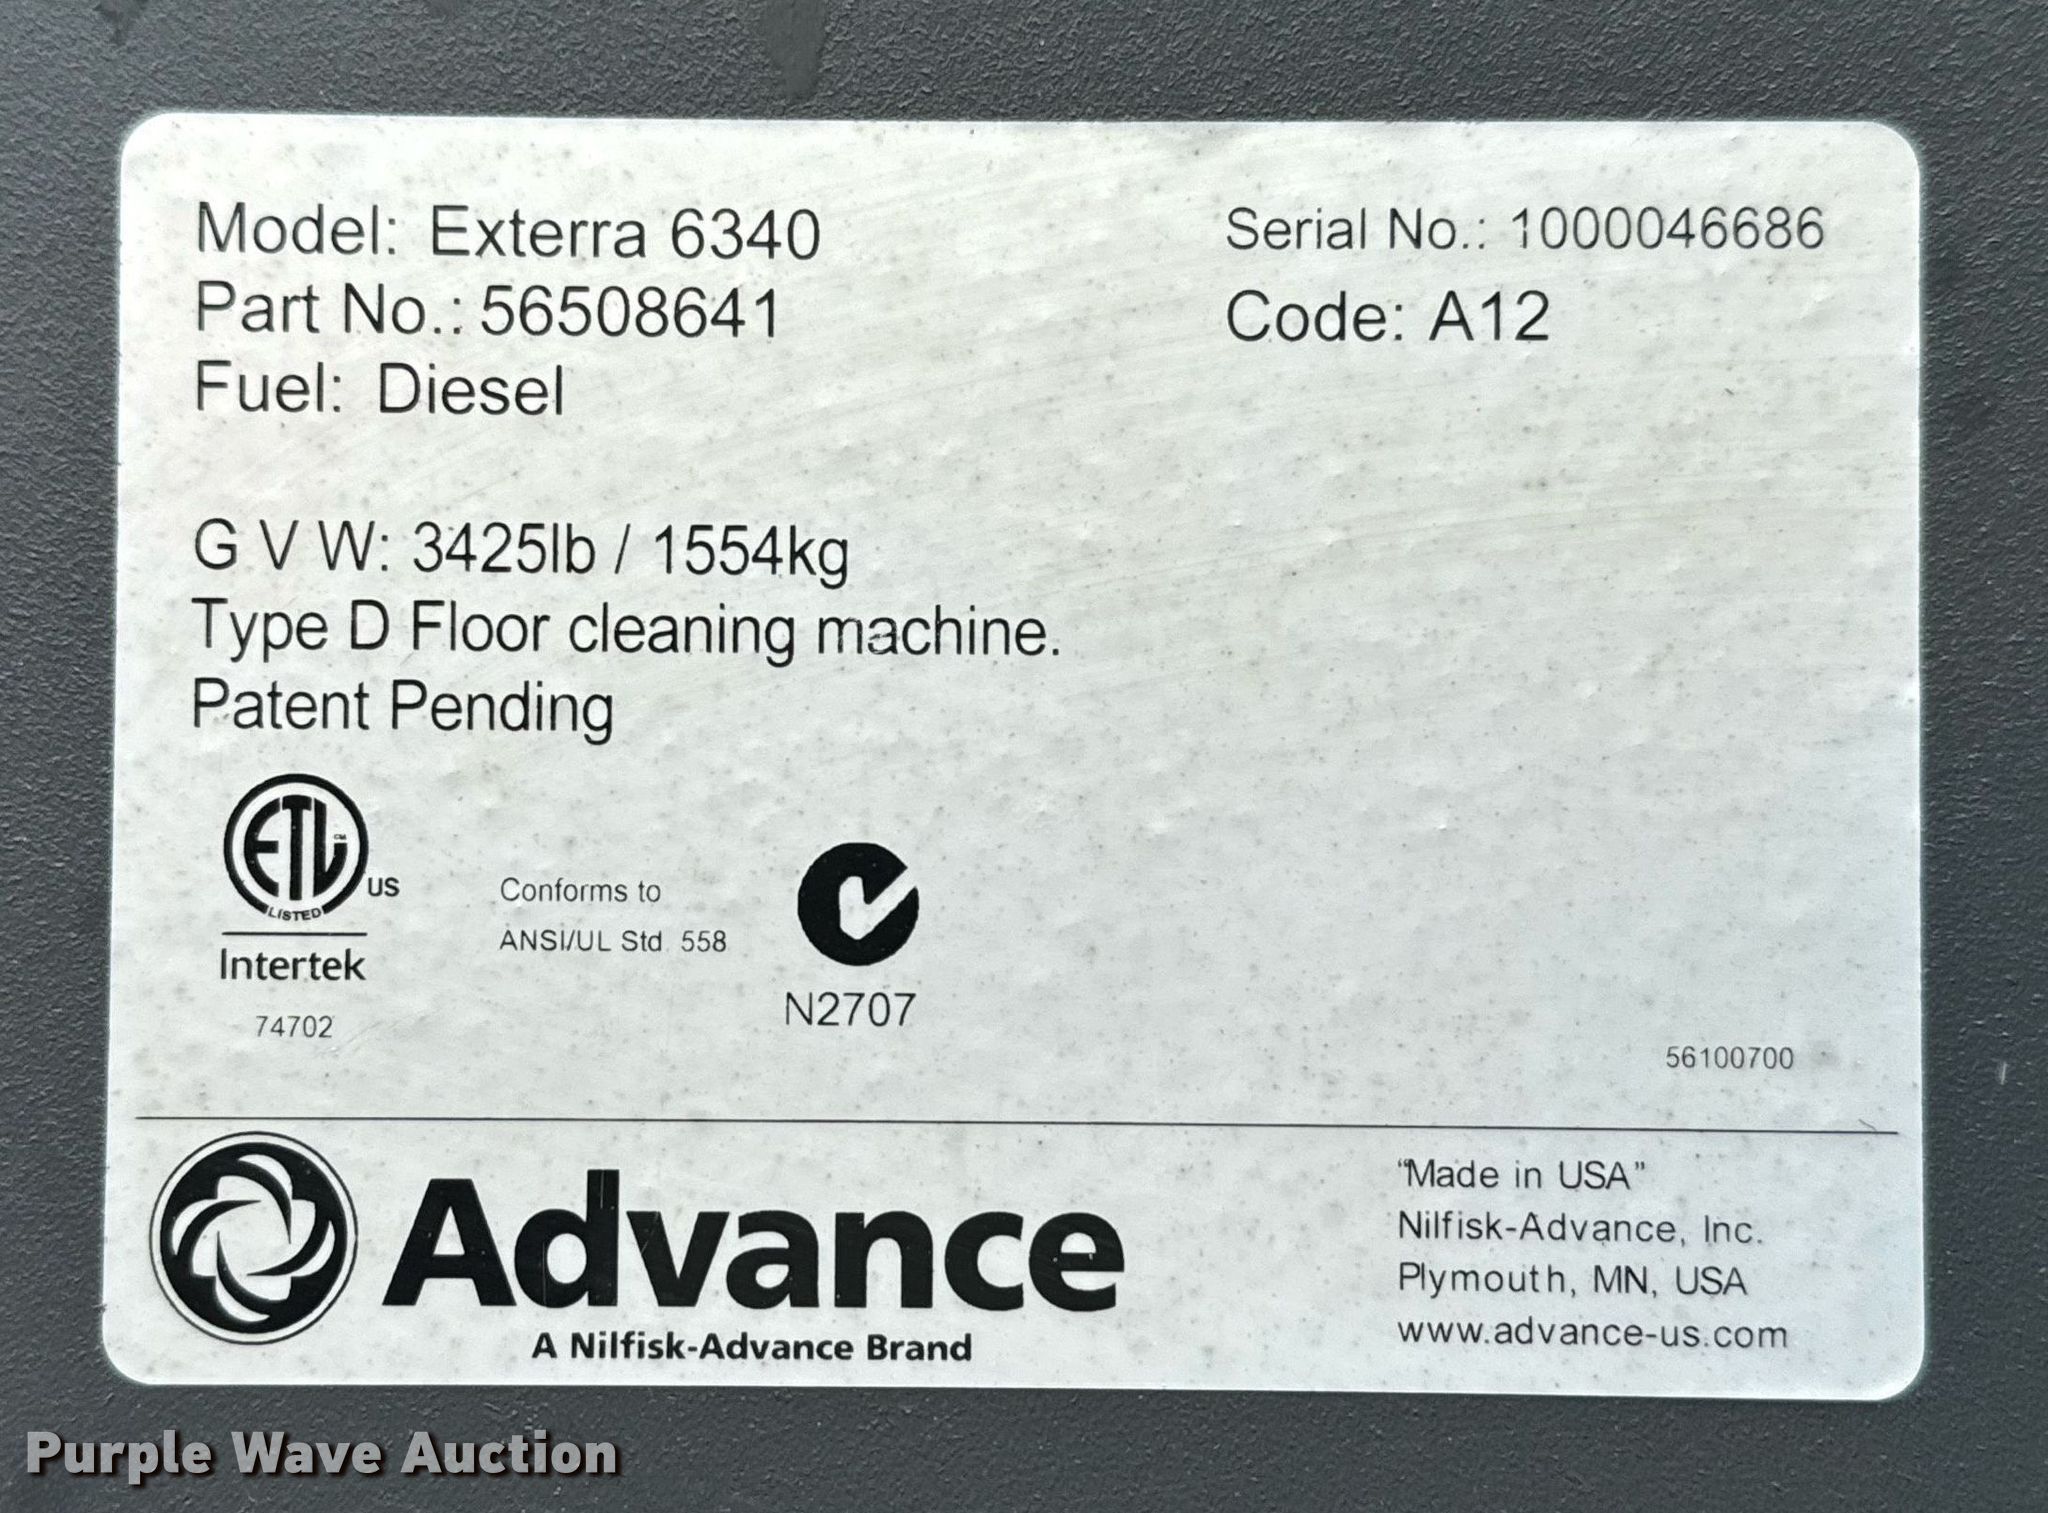 Model: Exterra 6340
Serial No.: 1000046686
Part No.: 56508641
Code: A12
Fuel: Diesel
G V W: 3425lb / 1554kg
Type D Floor cleaning machine.
Patent Pending
ETL CM
LISTED
US
Intertek
74702
Conforms to
ANSI/UL Std. 558
N2707
56100700
Advance
A Nilfisk-Advance Brand
"Made in USA"
Nilfisk-Advance, Inc.
Plymouth, MN, USA
www.advance-us.com
Purple Wave Auction